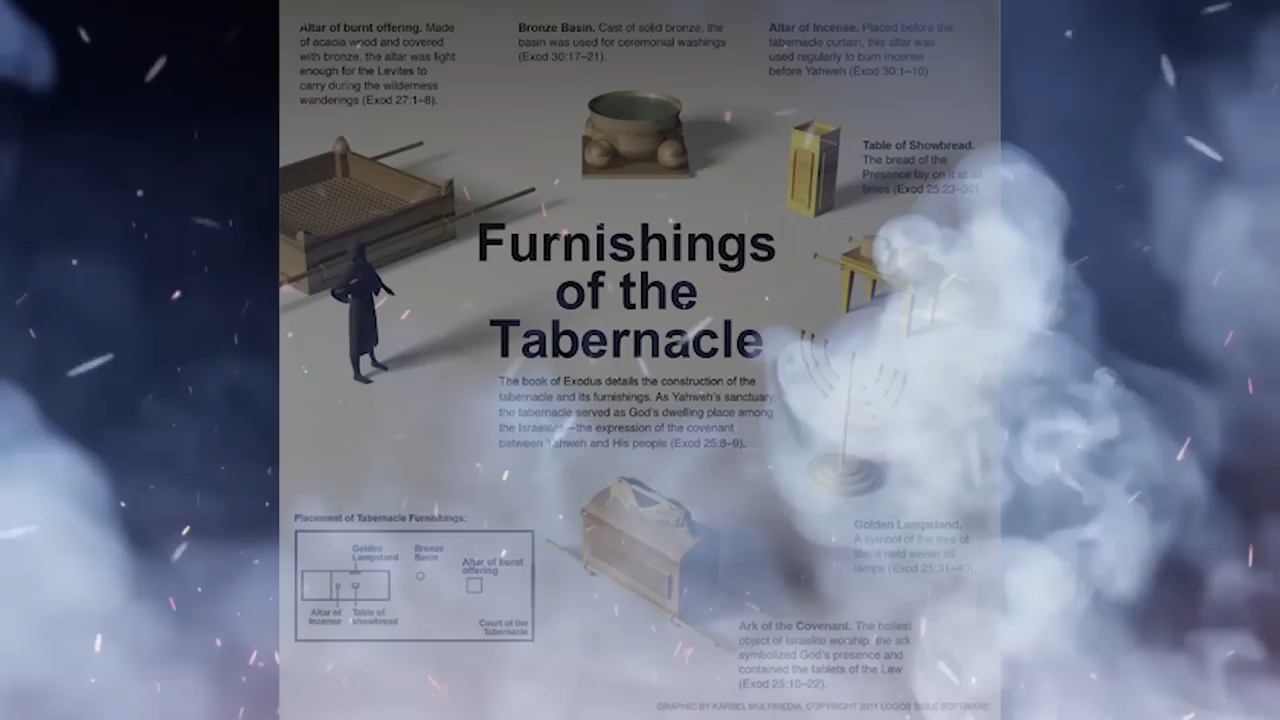 Altar of burnt offering. Made
of acacia wood and covered
with bronze, the altar was light
enough for the Levites to
carry during the wilderness
wanderings (Exod 27:1–8).
Bronze Basin. Cast of solid bronze, the
basin was used for ceremonial washings
(Exod 30:17–21).
Altar of Incense. Placed before the
tabernacle curtain, this altar was
used regularly to burn incense
before Yahweh (Exod 30:1–10).
Table of Showbread.
The bread of the
Presence lay on it at all
times (Exod 25:23–30).
Furnishings
of the
Tabernacle
The book of Exodus details the construction of the
tabernacle and its furnishings. As Yahweh's sanctuary,
the tabernacle served as God's dwelling place among
the Israelites—the expression of the covenant
between Yahweh and His people (Exod 25:8–9).
Golden Lampstand.
A symbol of the tree of
life, it held seven oil
lamps (Exod 25:31–40).
Placement of Tabernacle Furnishings:
Golden
Lampstand
Bronze
Basin
Altar of burnt
offering
Altar of
Incense
Table of
showbread
Court of the
Tabernacle
Ark of the Covenant. The holiest
object of Israelite worship, the ark
symbolized God's presence and
contained the tablets of the Law
(Exod 25:10–22).
GRAPHIC BY KARBEL MULTIMEDIA, COPYRIGHT 2011 LOGOS BIBLE SOFTWARE